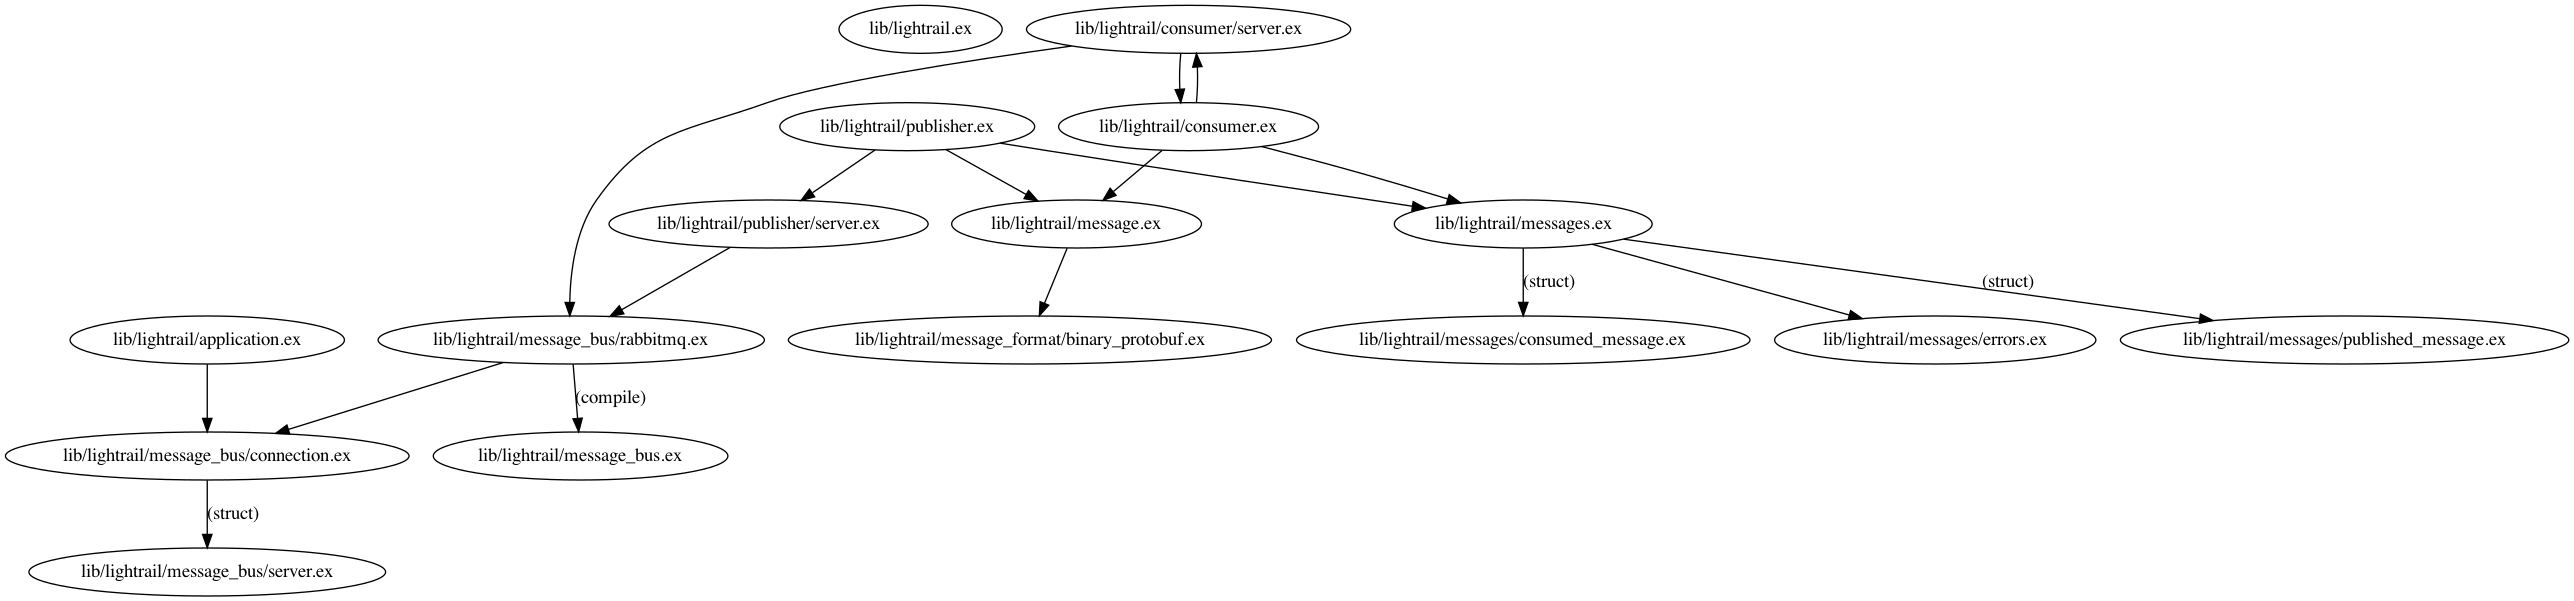 lib/lightrail.ex
lib/lightrail/consumer/server.ex
lib/lightrail/publisher.ex
lib/lightrail/consumer.ex
lib/lightrail/publisher/server.ex
lib/lightrail/message.ex
lib/lightrail/messages.ex
(struct)
(struct)
lib/lightrail/application.ex
lib/lightrail/message_bus/rabbitmq.ex
lib/lightrail/message_format/binary_protobuf.ex
lib/lightrail/messages/consumed_message.ex
lib/lightrail/messages/errors.ex
lib/lightrail/messages/published_message.ex
(compile)
lib/lightrail/message_bus/connection.ex
lib/lightrail/message_bus.ex
(struct)
lib/lightrail/message_bus/server.ex